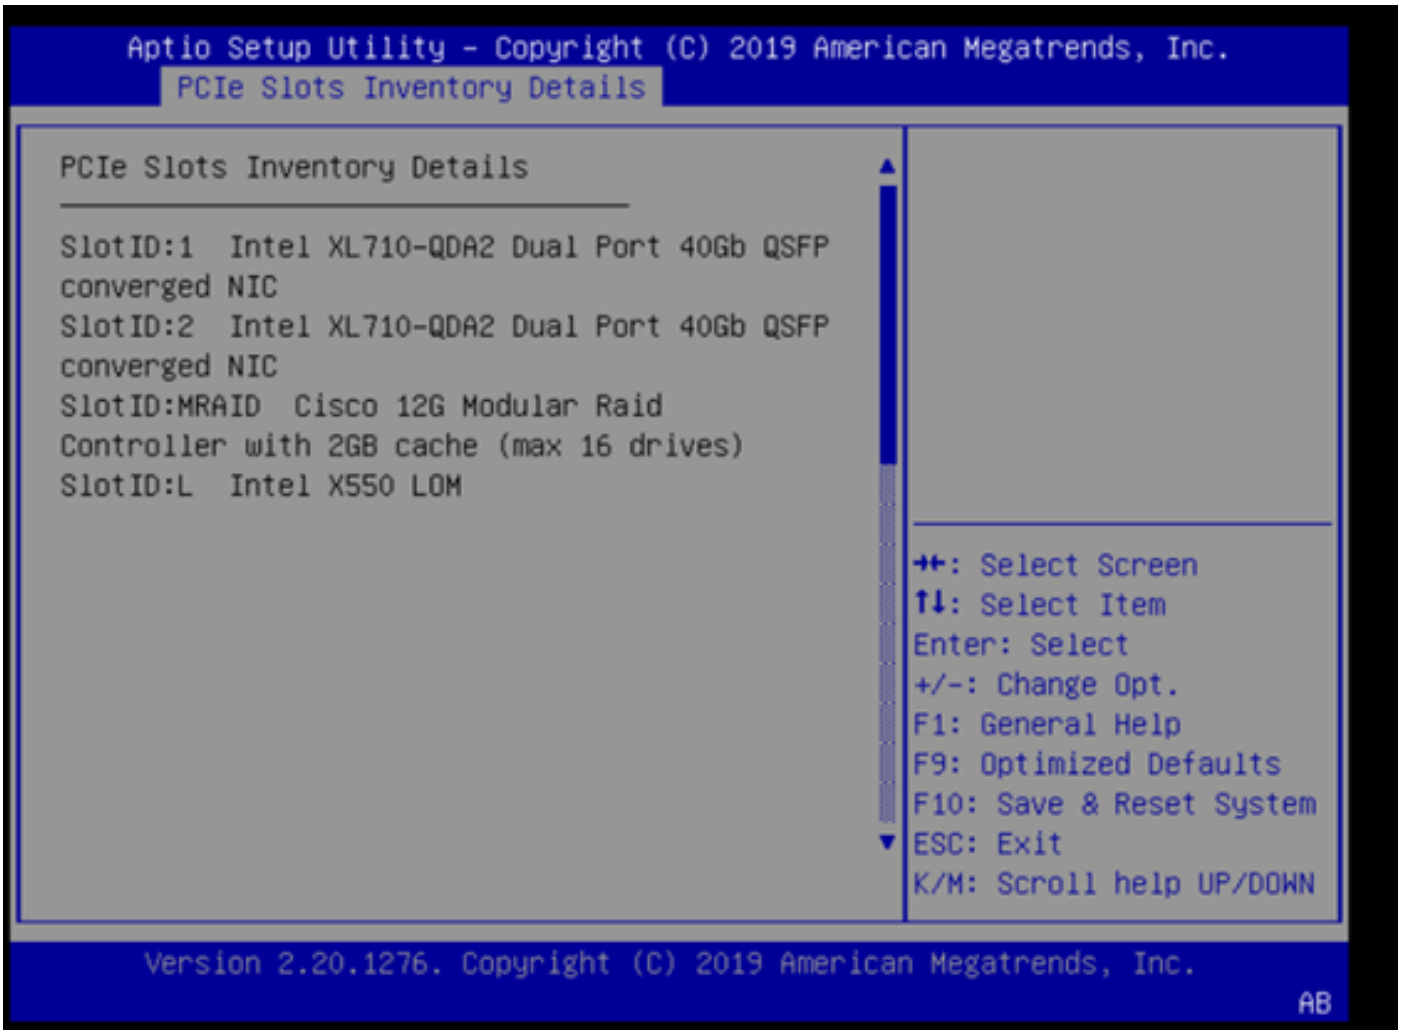 Aptio Setup Utility – Copyright (C) 2019 American Megatrends, Inc.
PCIe Slots Inventory Details
PCIe Slots Inventory Details
SlotID:1  Intel XL710-QDA2 Dual Port 40Gb QSFP
converged NIC
SlotID:2  Intel XL710-QDA2 Dual Port 40Gb QSFP
converged NIC
SlotID:MRAID  Cisco 12G Modular Raid
Controller with 2GB cache (max 16 drives)
SlotID:L  Intel X550 LOM
→←: Select Screen
↑↓: Select Item
Enter: Select
+/-: Change Opt.
F1: General Help
F9: Optimized Defaults
F10: Save & Reset System
ESC: Exit
K/M: Scroll help UP/DOWN
Version 2.20.1276. Copyright (C) 2019 American Megatrends, Inc.
AB